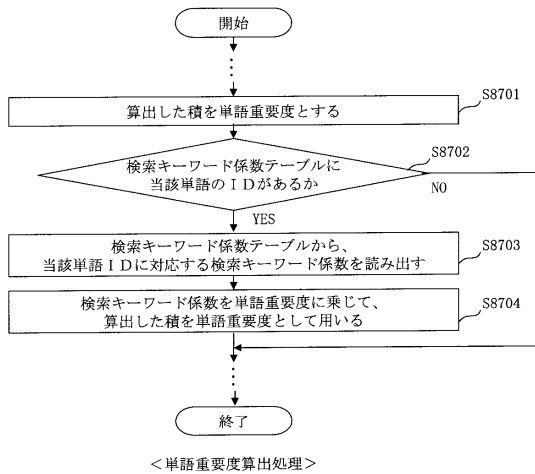 開始
算出した積を単語重要度とする
S8701
検索キーワード係数テーブルに
当該単語のＩＤがあるか
S8702
NO
YES
検索キーワード係数テーブルから、
当該単語ＩＤに対応する検索キーワード係数を読み出す
S8703
検索キーワード係数を単語重要度に乗じて、
算出した積を単語重要度として用いる
S8704
終了
＜単語重要度算出処理＞